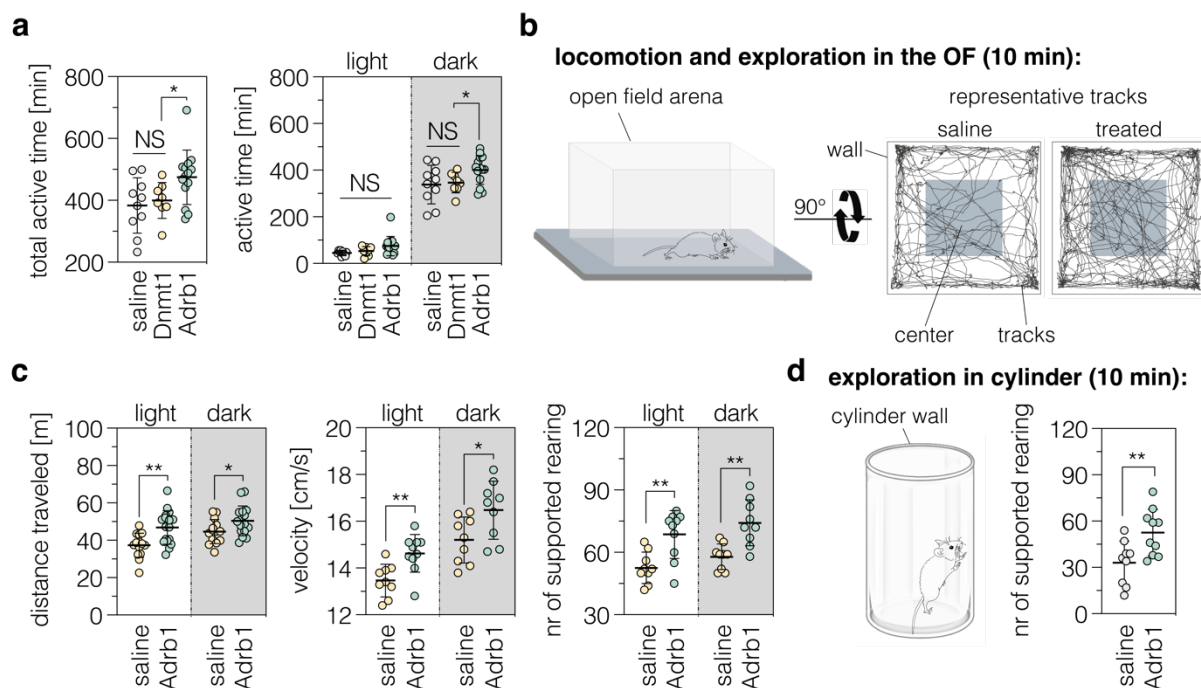 a
total active time [min]
800
600
400
200
NS
*
saline
Dnmt1
Adrb1
active time [min]
800
600
400
200
0
light
dark
NS
NS
*
saline
Dnmt1
Adrb1
saline
Dnmt1
Adrb1
b
locomotion and exploration in the OF (10 min):
open field arena
representative tracks
saline
treated
wall
90°
center
tracks
c
distance traveled [m]
100
80
60
40
20
0
light
dark
**
*
saline
Adrb1
saline
Adrb1
velocity [cm/s]
20
18
16
14
12
light
dark
**
*
saline
Adrb1
saline
Adrb1
nr of supported rearing
120
90
60
30
light
dark
**
**
saline
Adrb1
saline
Adrb1
d
exploration in cylinder (10 min):
cylinder wall
nr of supported rearing
120
90
60
30
0
**
saline
Adrb1